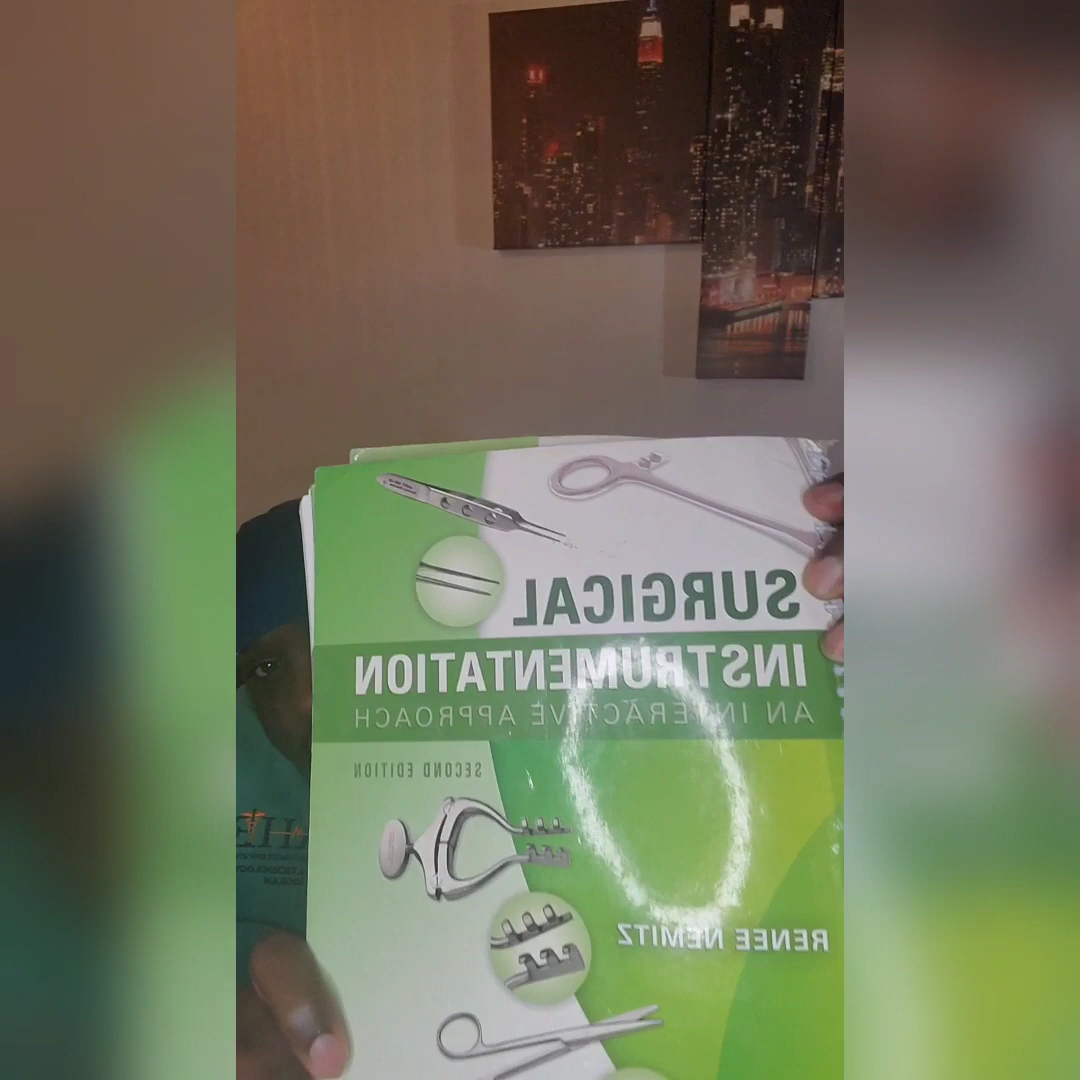 SURGICAL
INSTRUMENTATION
AN INTERACTIVE APPROACH
SECOND EDITION
RENEE NEMITZ